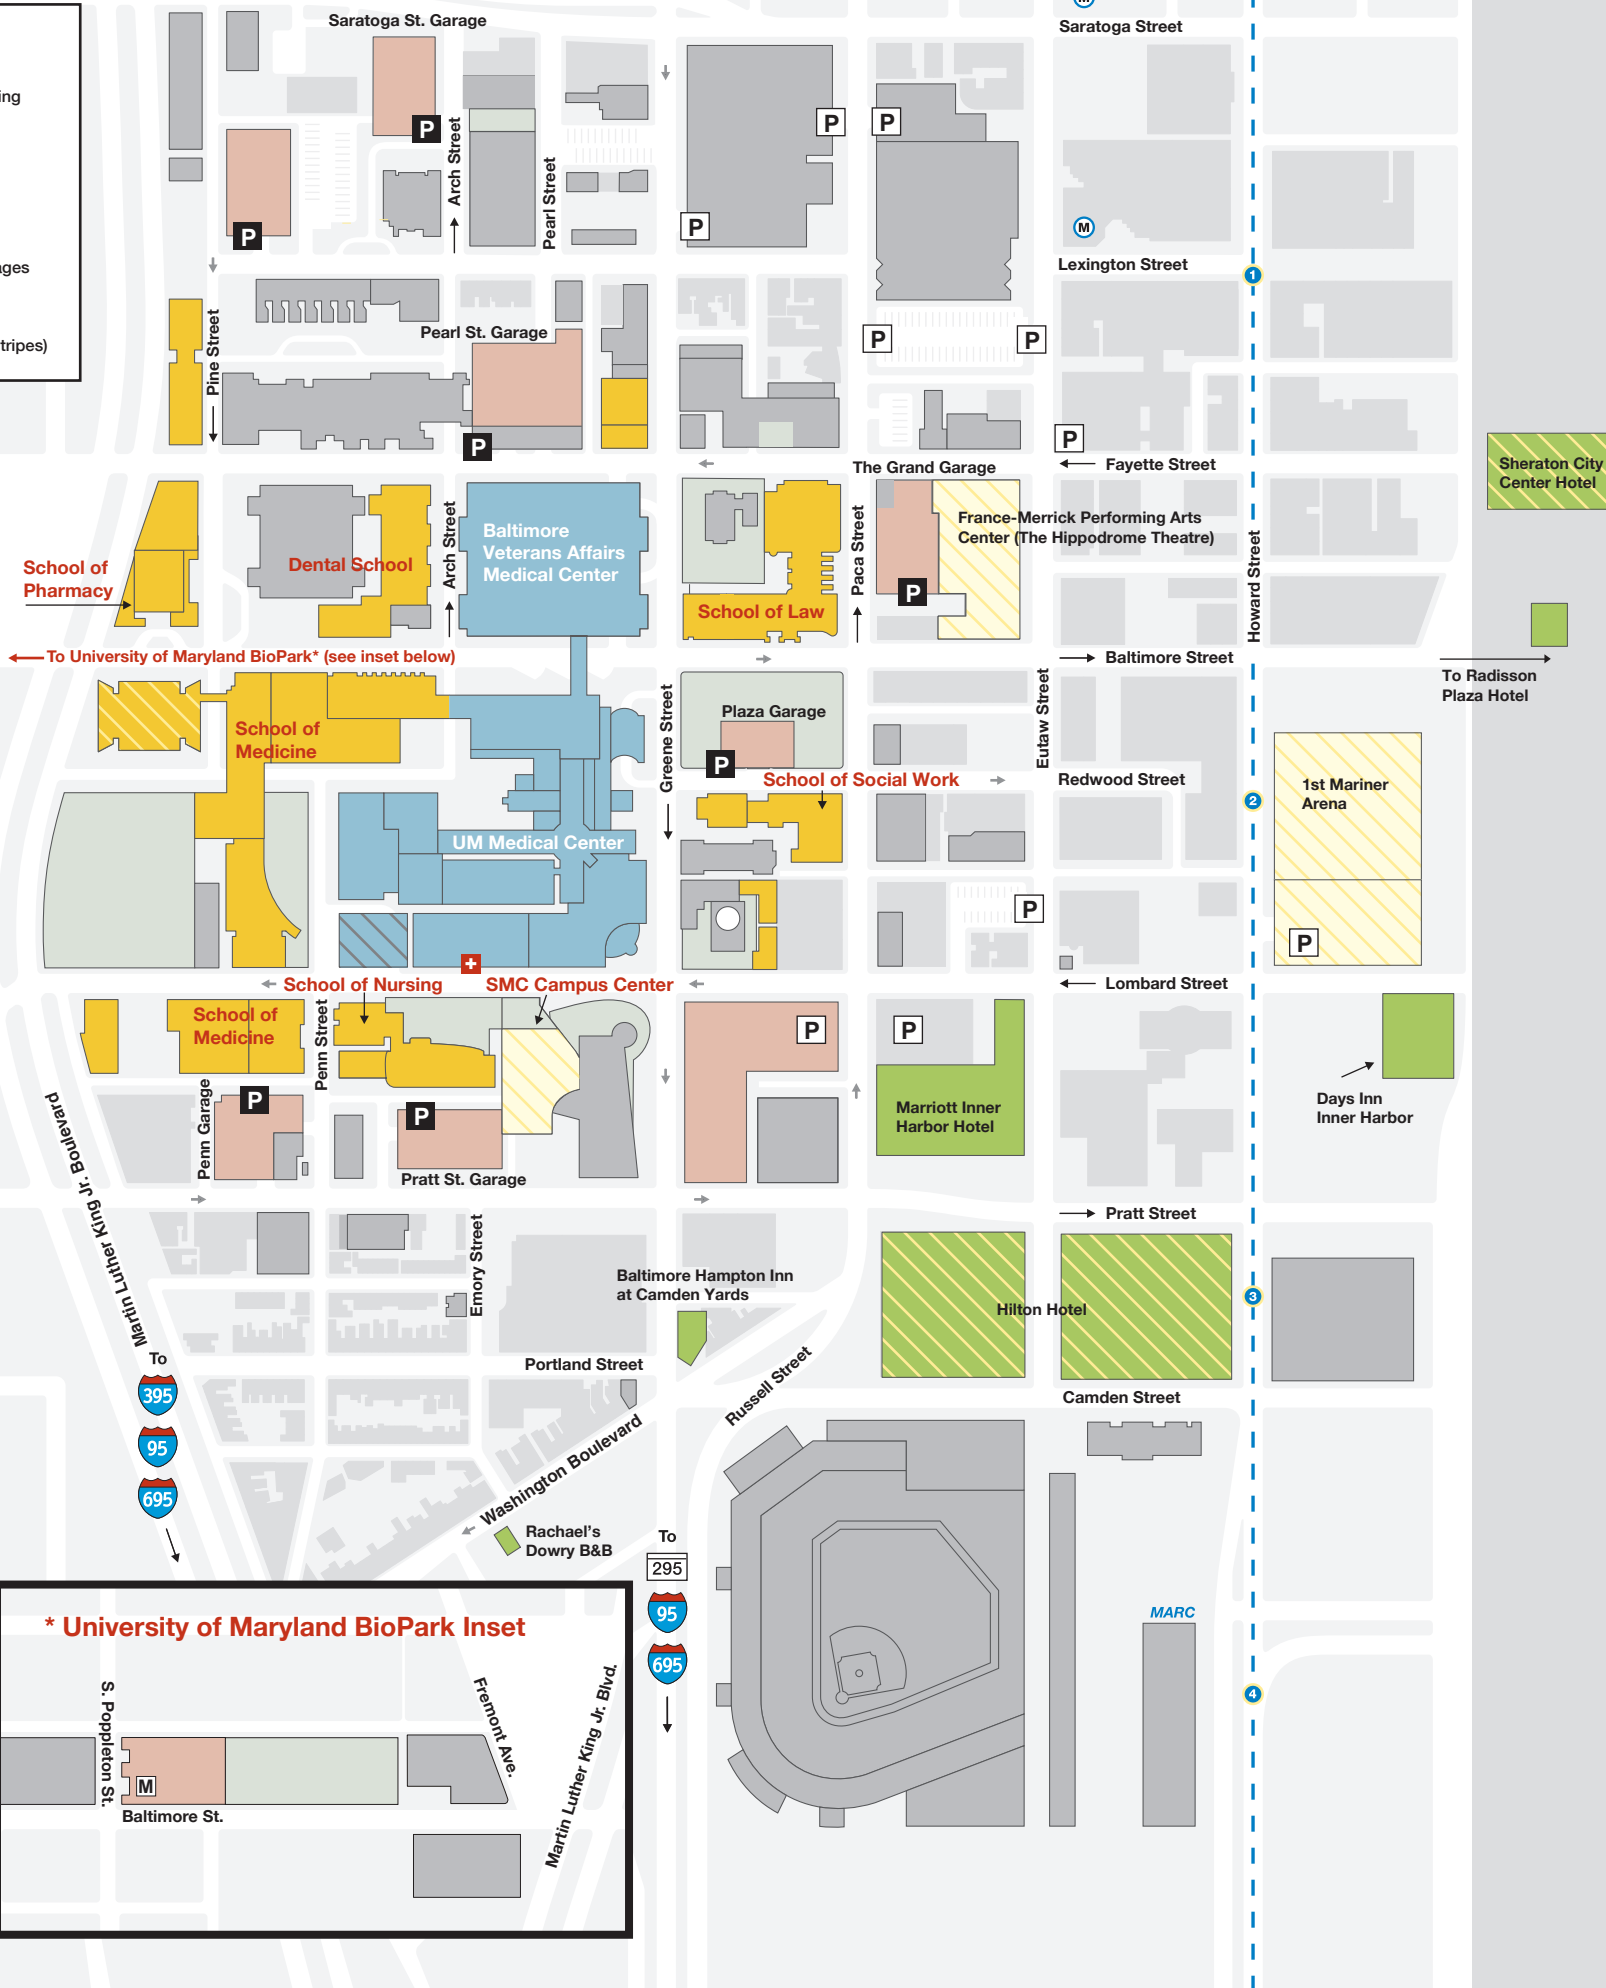 ing
ages
tripes)
M
Saratoga Street
Saratoga St. Garage
P
P
Arch Street
Pearl Street
P
P
P
M
Lexington Street
1
Pine Street
Pearl St. Garage
P
P
P
P
Fayette Street
The Grand Garage
Sheraton City
Center Hotel
School of
Pharmacy
Dental School
Arch Street
Baltimore
Veterans Affairs
Medical Center
School of Law
Paca Street
France-Merrick Performing Arts
Center (The Hippodrome Theatre)
P
Howard Street
To University of Maryland BioPark* (see inset below)
Baltimore Street
To Radisson
Plaza Hotel
School of
Medicine
Greene Street
Plaza Garage
P
Eutaw Street
School of Social Work
Redwood Street
2
1st Mariner
Arena
UM Medical Center
P
P
School of Nursing
SMC Campus Center
Lombard Street
School of
Medicine
Penn Street
P
P
Penn Garage
P
P
Pratt St. Garage
Marriott Inner
Harbor Hotel
Days Inn
Inner Harbor
Martin Luther King Jr. Boulevard
Pratt Street
Emory Street
Baltimore Hampton Inn
at Camden Yards
Hilton Hotel
3
To
395
95
695
Portland Street
Russell Street
Camden Street
Washington Boulevard
Rachael's
Dowry B&B
To
295
95
695
MARC
4
* University of Maryland BioPark Inset
S. Poppleton St.
M
Baltimore St.
Fremont Ave.
Martin Luther King Jr. Blvd.